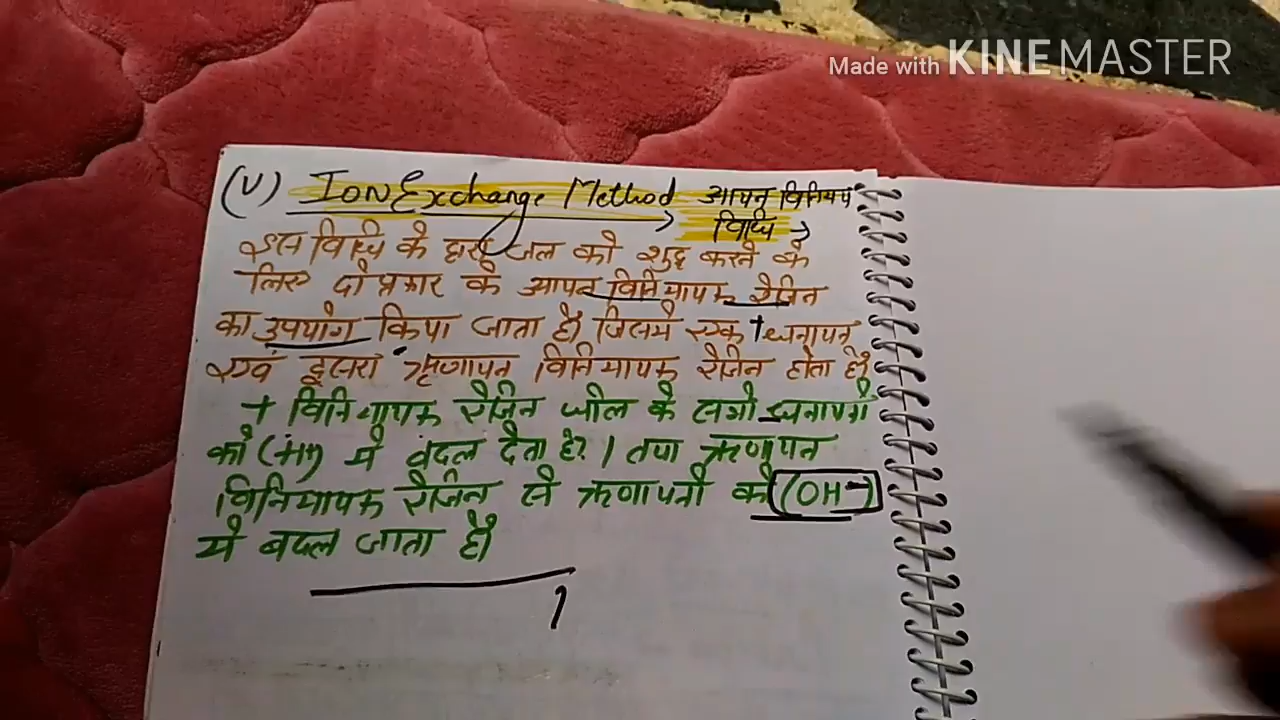 Made with KINEMASTER
(V) Ion Exchange Method आयन विनिमय
विधि →
इस विधि के द्वारा जल को शुद्ध करने के
लिए दो प्रकार के आयन विनिमायक रेजिन
का उपयोग किया जाता है। जिसमे एक + धनायन
एवं दूसरा ऋणायन विनिमायक रेजिन होता है।
+ विनिमायक रेजिन जील के सभी धनायनों
को में बदल देता है। तथा ऋणायन
विनिमायक रेजिन से ऋणायनों को (OH-)
मे बदल जाता है।